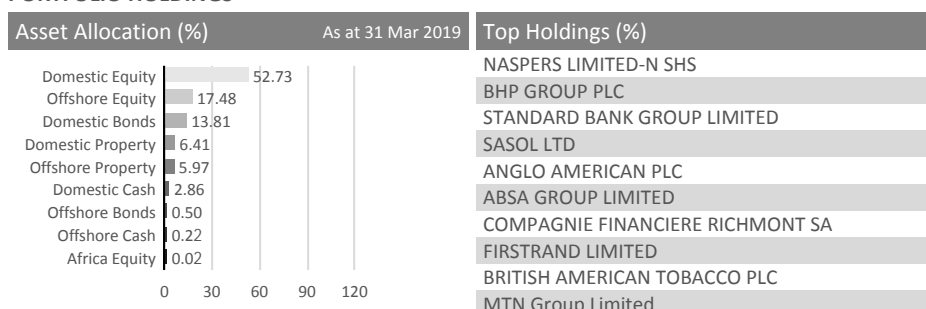 Asset Allocation (%) As at 31 Mar 2019
Domestic Equity 52.73
Offshore Equity 17.48
Domestic Bonds 13.81
Domestic Property 6.41
Offshore Property 5.97
Domestic Cash 2.86
Offshore Bonds 0.50
Offshore Cash 0.22
Africa Equity 0.02
0 30 60 90 120
Top Holdings (%)
NASPERS LIMITED-N SHS
BHP GROUP PLC
STANDARD BANK GROUP LIMITED
SASOL LTD
ANGLO AMERICAN PLC
ABSA GROUP LIMITED
COMPAGNIE FINANCIERE RICHMONT SA
FIRSTRAND LIMITED
BRITISH AMERICAN TOBACCO PLC
MTN Group Limited